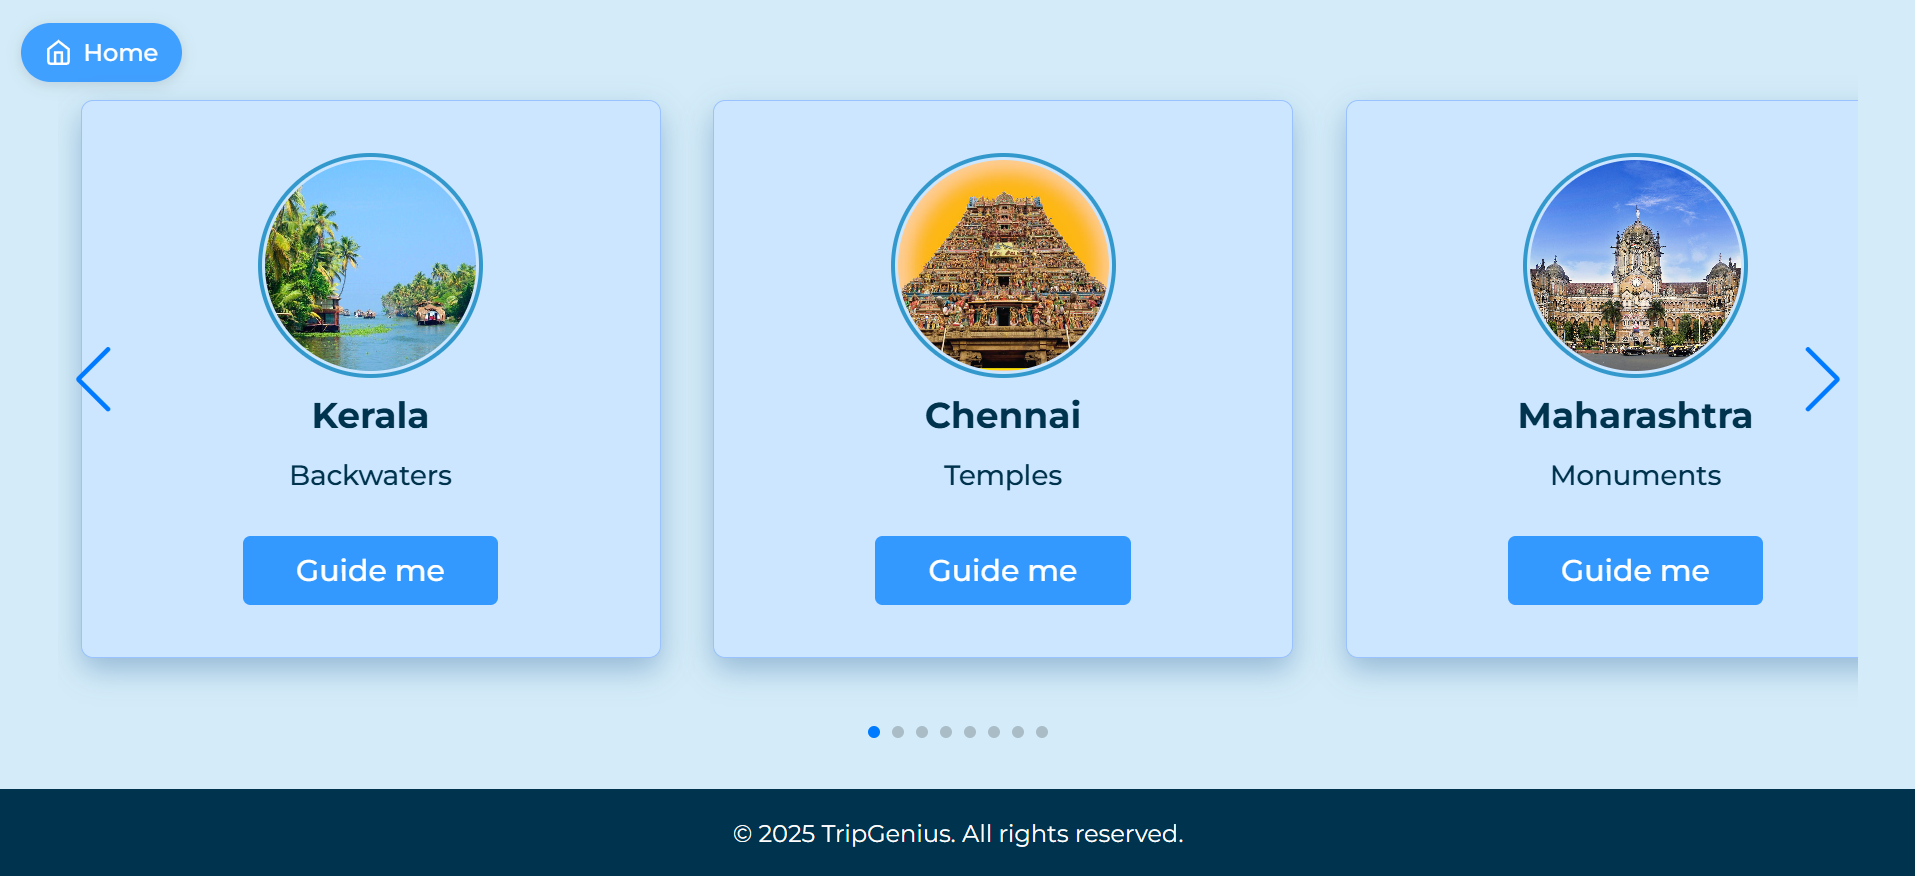 Home
Kerala
Backwaters
Guide me
Chennai
Temples
Guide me
Maharashtra
Monuments
Guide me
© 2025 TripGenius. All rights reserved.